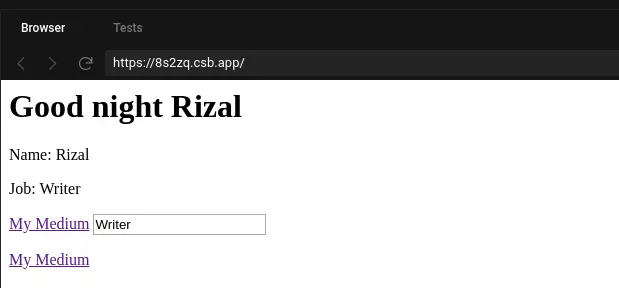 Browser Tests
https://8s2zq.csb.app/
Good night Rizal
Name: Rizal
Job: Writer
My Medium Writer
My Medium